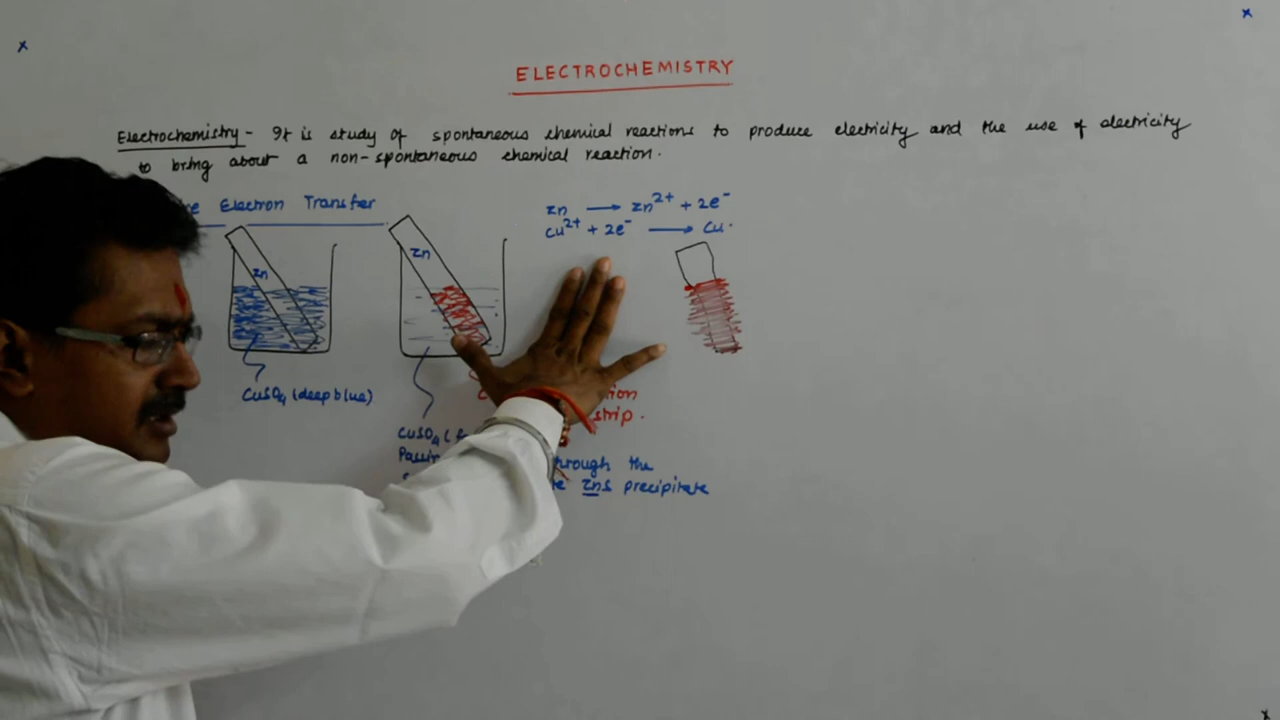 ELECTROCHEMISTRY
Electrochemistry - It is study of spontaneous chemical reactions to produce electricity and the use of electricity
to bring about a non-spontaneous chemical reaction.
Electron Transfer
Zn → Zn²⁺ + 2e⁻
Cu²⁺ + 2e⁻ → Cu.
Zn
Zn
CuSO₄ (deep blue)
strip.
CuSO₄ (
through the
ZnS precipitate